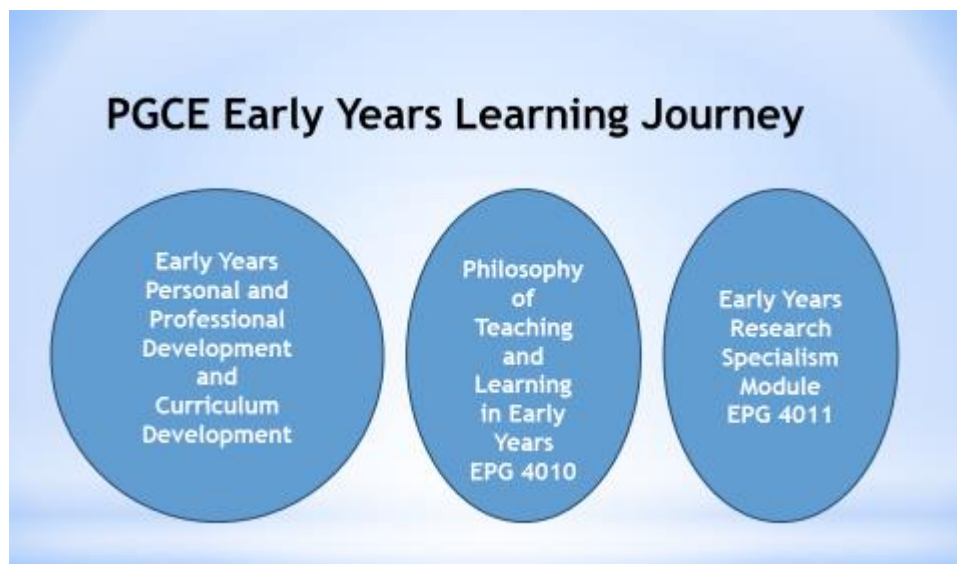 PGCE Early Years Learning Journey
Early Years
Personal and
Professional
Development
and
Curriculum
Development
Philosophy
of
Teaching
and
Learning
in Early
Years
EPG 4010
Early Years
Research
Specialism
Module
EPG 4011